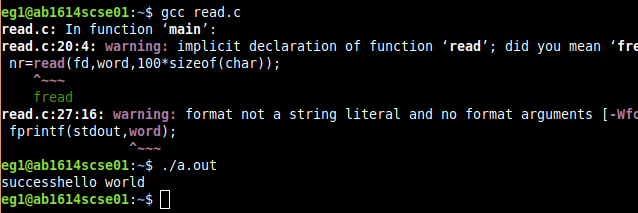 eg1@ab1614scse01:~$ gcc read.c
read.c: In function ‘main’:
read.c:20:4: warning: implicit declaration of function ‘read’; did you mean ‘fre
nr=read(fd,word,100*sizeof(char));
^~~~
fread
read.c:27:16: warning: format not a string literal and no format arguments [-Wfo
fprintf(stdout,word);
^~~~
eg1@ab1614scse01:~$ ./a.out
successhello world
eg1@ab1614scse01:~$